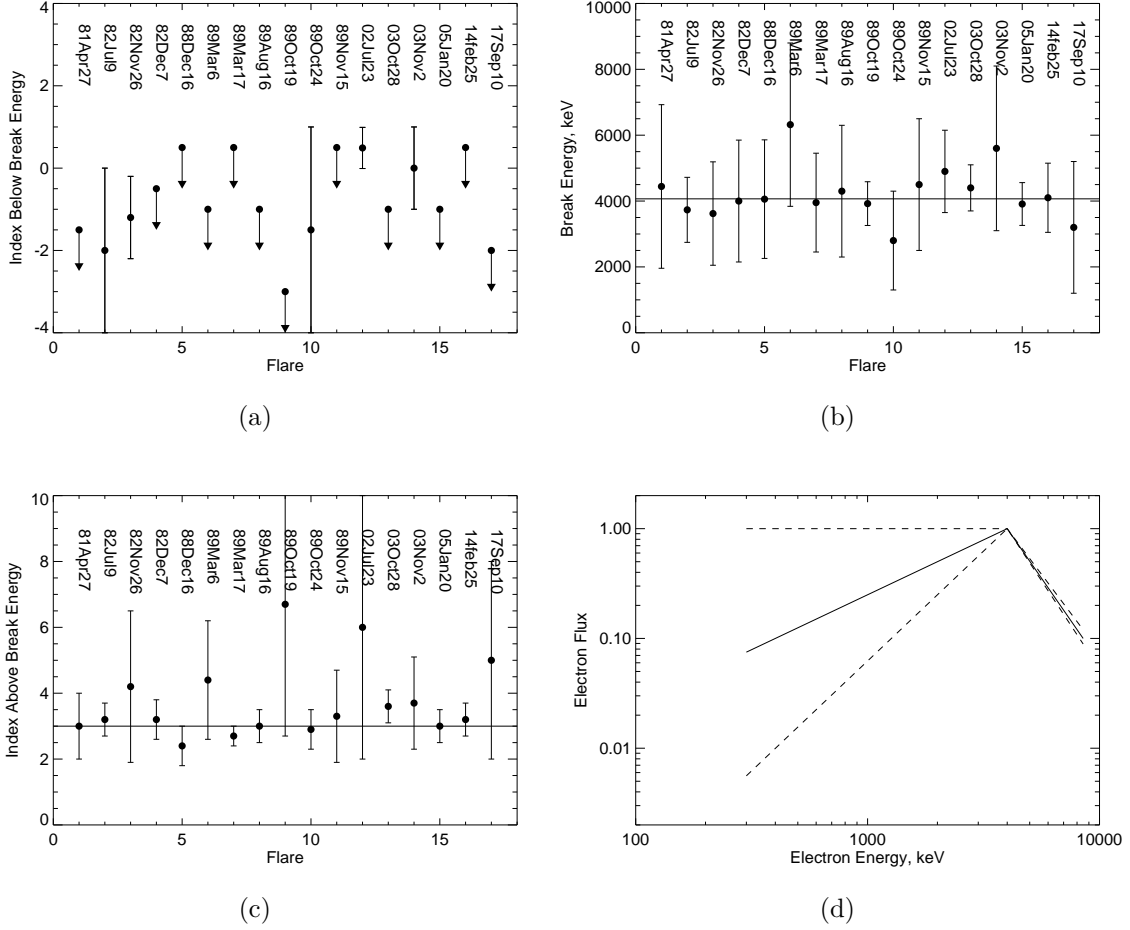 4
2
0
-2
-4
Index Below Break Energy
81Apr27
82Jul9
82Nov26
82Dec7
88Dec16
89Mar6
89Mar17
89Aug16
89Oct19
89Oct24
89Nov15
02Jul23
03Oct28
03Nov2
05Jan20
14feb25
17Sep10
0 5 10 15
Flare
(a)
10000
8000
6000
4000
2000
0
Break Energy, keV
81Apr27
82Jul9
82Nov26
82Dec7
88Dec16
89Mar6
89Mar17
89Aug16
89Oct19
89Oct24
89Nov15
02Jul23
03Oct28
03Nov2
05Jan20
14feb25
17Sep10
0 5 10 15
Flare
(b)
10
8
6
4
2
0
Index Above Break Energy
81Apr27
82Jul9
82Nov26
82Dec7
88Dec16
89Mar6
89Mar17
89Aug16
89Oct19
89Oct24
89Nov15
02Jul23
03Oct28
03Nov2
05Jan20
14feb25
17Sep10
0 5 10 15
Flare
(c)
1.00
0.10
0.01
Electron Flux
100 1000 10000
Electron Energy, keV
(d)